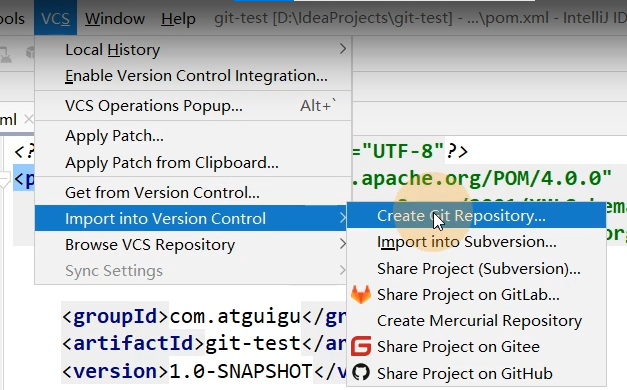 ols VCS Window Help git-test [D:\IdeaProjects\git-test] - ...\pom.xml - IntelliJ ID
Local History
Enable Version Control Integration...
VCS Operations Popup... Alt+`
ml
Apply Patch...
<? ="UTF-8"?>
Apply Patch from Clipboard...
<p .apache.org/POM/4.0.0"
Get from Version Control...
Import into Version Control
Create Git Repository...
Browse VCS Repository
Import into Subversion...
Sync Settings
Share Project (Subversion)...
Share Project on GitLab...
<groupId>com.atguigu</gr
Create Mercurial Repository
<artifactId>git-test</ar
Share Project on Gitee
<version>1.0-SNAPSHOT</v
Share Project on GitHub